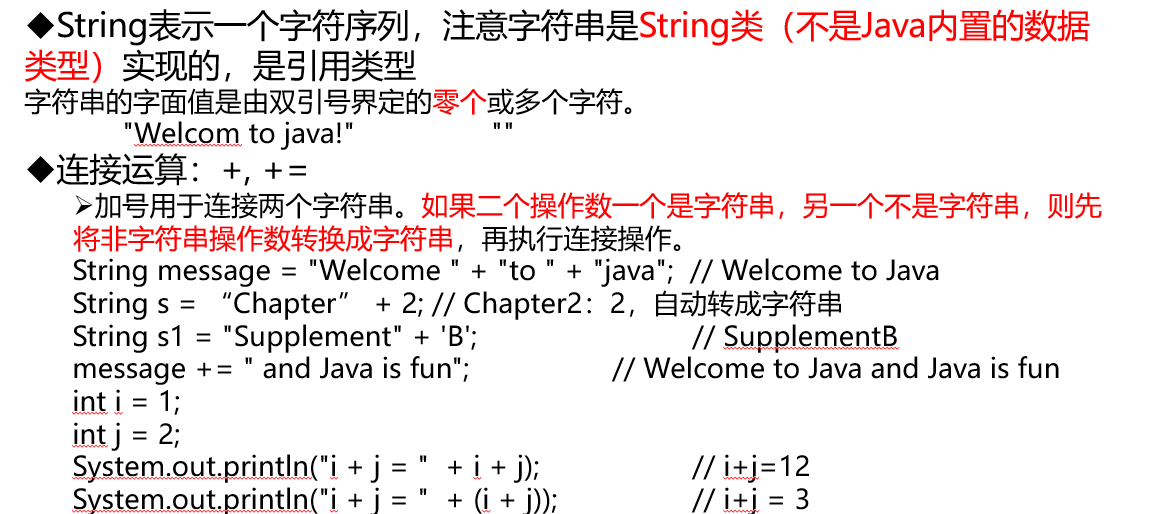 ◆String表示一个字符序列，注意字符串是String类（不是Java内置的数据
类型）实现的，是引用类型
字符串的字面值是由双引号界定的零个或多个字符。
"Welcom to java!" ""
◆连接运算：+, +=
➢加号用于连接两个字符串。如果二个操作数一个是字符串，另一个不是字符串，则先
将非字符串操作数转换成字符串，再执行连接操作。
String message = "Welcome " + "to " + "java"; // Welcome to Java
String s = “Chapter” + 2; // Chapter2：2，自动转成字符串
String s1 = "Supplement" + 'B'; // SupplementB
message += " and Java is fun"; // Welcome to Java and Java is fun
int i = 1;
int j = 2;
System.out.println("i + j = " + i + j); // i+j=12
System.out.println("i + j = " + (i + j)); // i+j = 3